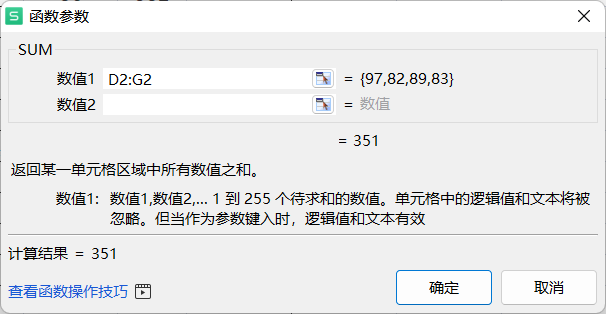 函数参数
SUM
数值1 D2:G2 = {97,82,89,83}
数值2 = 数值
= 351
返回某一单元格区域中所有数值之和。
数值1: 数值1,数值2,... 1 到 255 个待求和的数值。单元格中的逻辑值和文本将被
忽略。但当作为参数键入时，逻辑值和文本有效
计算结果 = 351
查看函数操作技巧
确定 取消